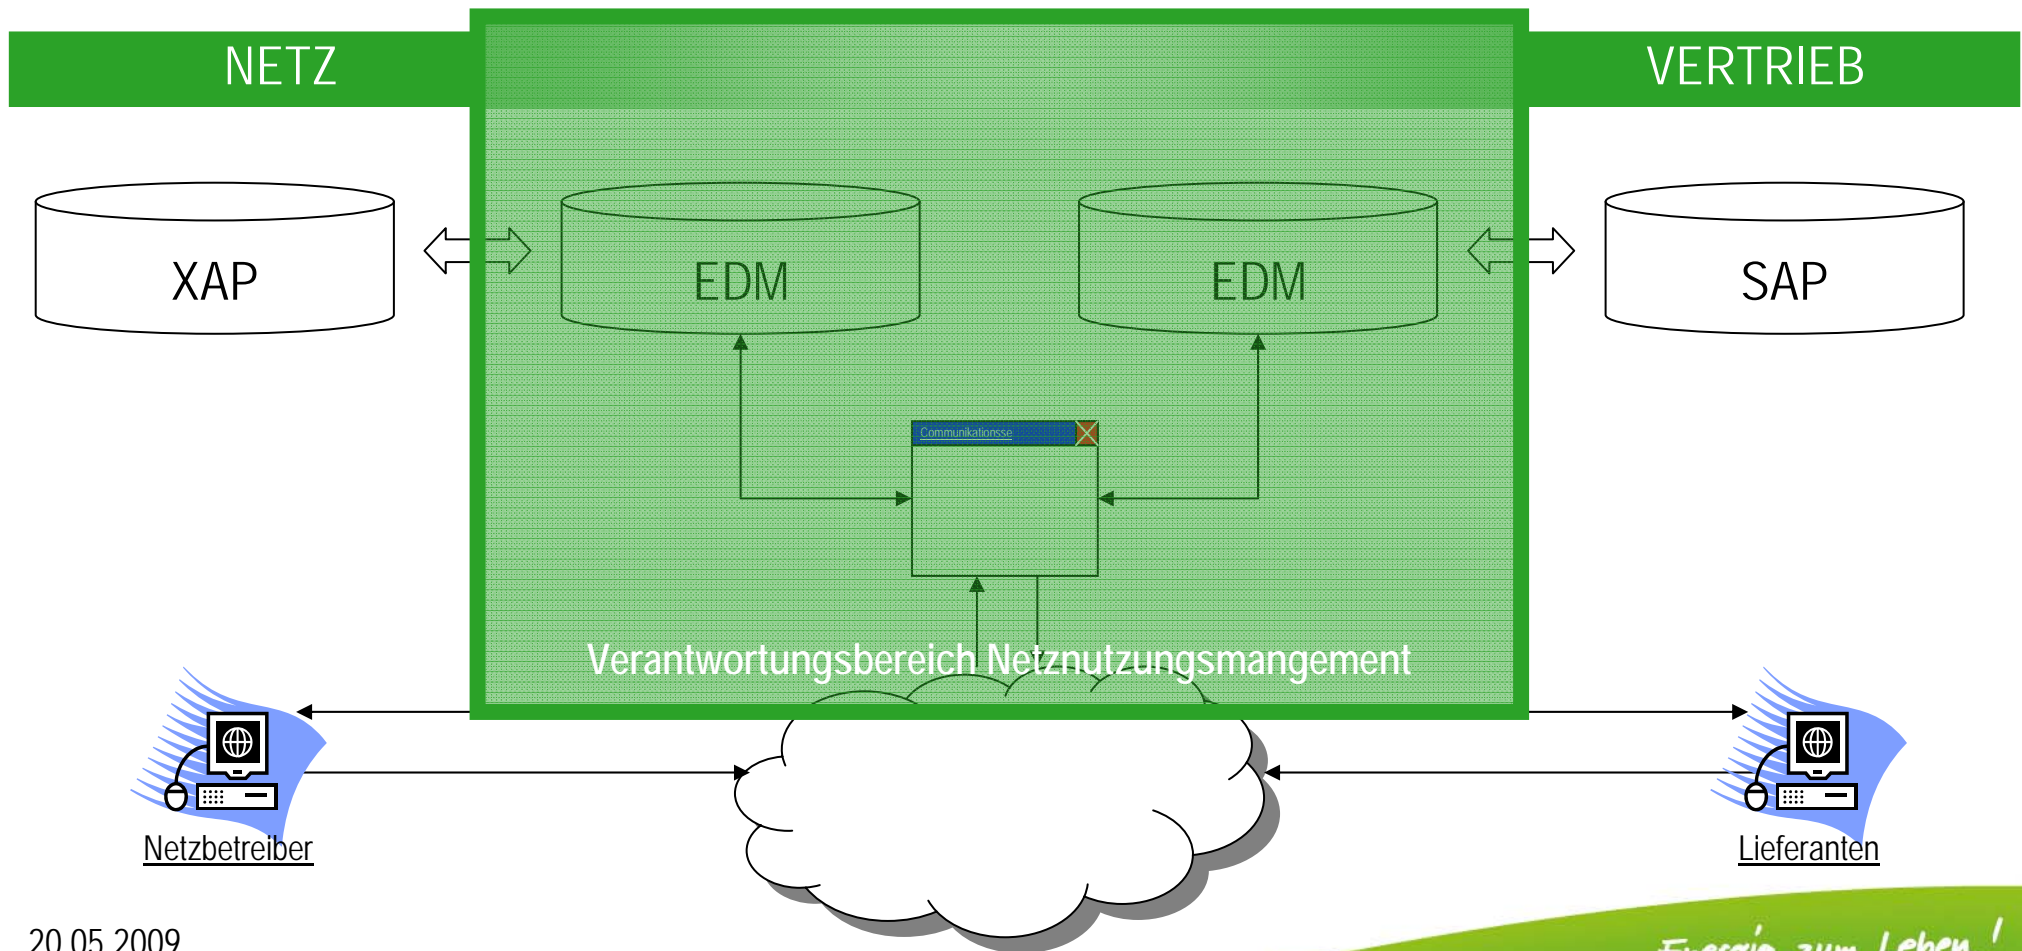 NETZ
VERTRIEB
XAP
EDM
EDM
SAP
Communikationsse
Verantwortungsbereich Netznutzungsmangement
Netzbetreiber
Lieferanten
20.05.2009
Energie zum Leben!